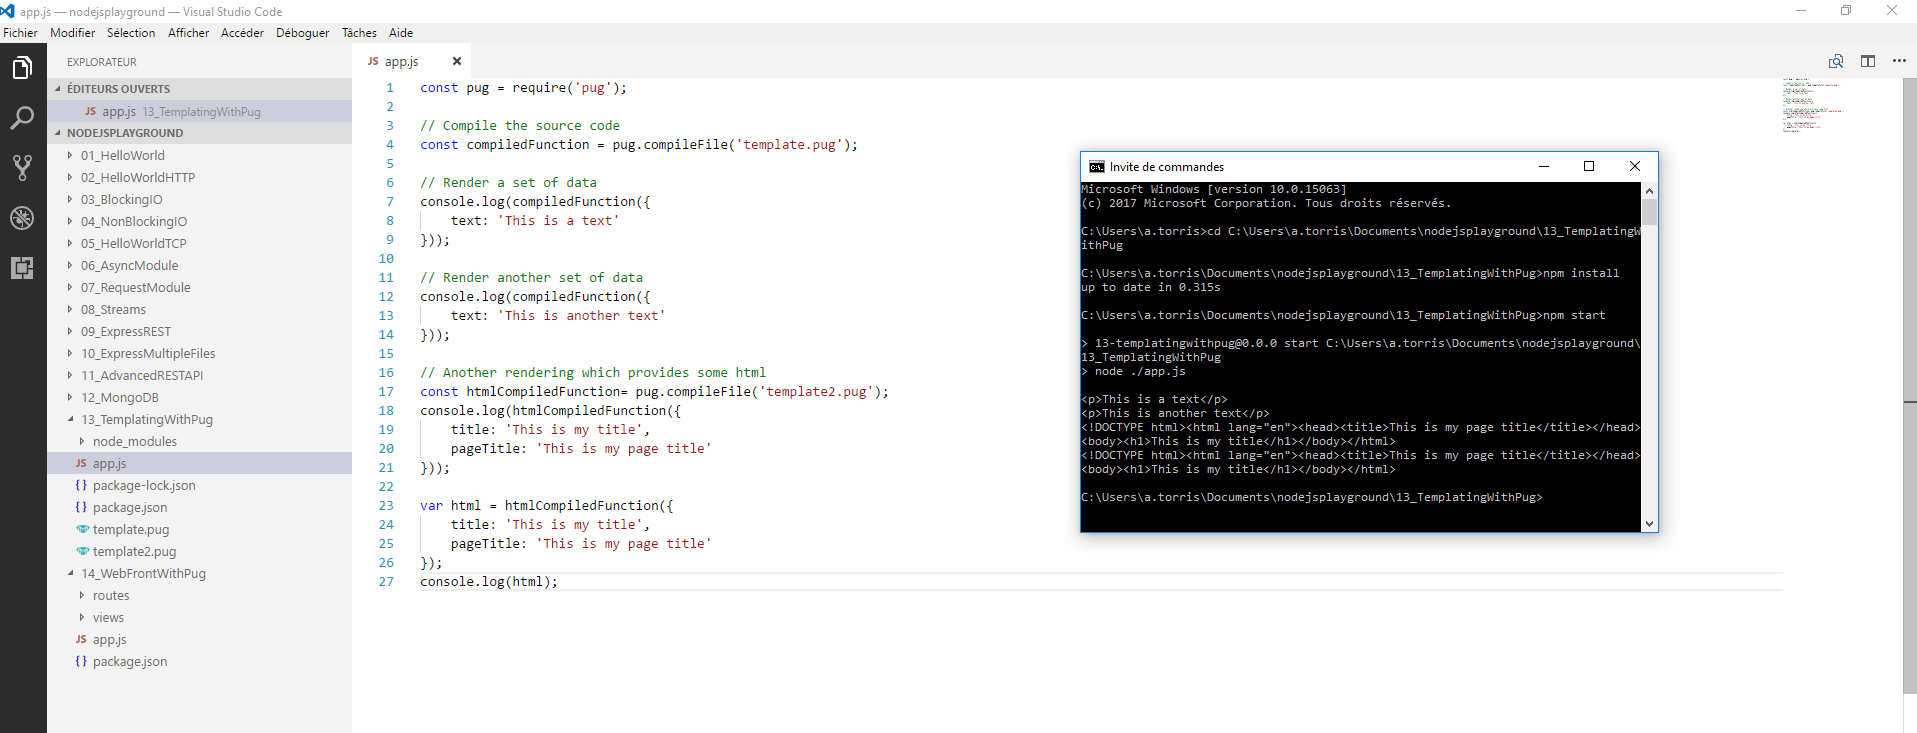 app.js — nodejsplayground — Visual Studio Code
Fichier Modifier Sélection Afficher Accéder Déboguer Tâches Aide
EXPLORATEUR
ÉDITEURS OUVERTS
JS app.js 13_TemplatingWithPug
NODEJSPLAYGROUND
01_HelloWorld
02_HelloWorldHTTP
03_BlockingIO
04_NonBlockingIO
05_HelloWorldTCP
06_AsyncModule
07_RequestModule
08_Streams
09_ExpressREST
10_ExpressMultipleFiles
11_AdvancedRESTAPI
12_MongoDB
13_TemplatingWithPug
node_modules
JS app.js
{} package-lock.json
{} package.json
template.pug
template2.pug
14_WebFrontWithPug
routes
views
JS app.js
{} package.json
JS app.js
1 const pug = require('pug');
2
3 // Compile the source code
4 const compiledFunction = pug.compileFile('template.pug');
5
6 // Render a set of data
7 console.log(compiledFunction({
8 text: 'This is a text'
9 }));
10
11 // Render another set of data
12 console.log(compiledFunction({
13 text: 'This is another text'
14 }));
15
16 // Another rendering which provides some html
17 const htmlCompiledFunction= pug.compileFile('template2.pug');
18 console.log(htmlCompiledFunction({
19 title: 'This is my title',
20 pageTitle: 'This is my page title'
21 }));
22
23 var html = htmlCompiledFunction({
24 title: 'This is my title',
25 pageTitle: 'This is my page title'
26 });
27 console.log(html);
Invite de commandes
Microsoft Windows [version 10.0.15063]
(c) 2017 Microsoft Corporation. Tous droits réservés.
C:\Users\a.torris>cd C:\Users\a.torris\Documents\nodejsplayground\13_TemplatingW
ithPug
C:\Users\a.torris\Documents\nodejsplayground\13_TemplatingWithPug>npm install
up to date in 0.315s
C:\Users\a.torris\Documents\nodejsplayground\13_TemplatingWithPug>npm start
> 13-templatingwithpug@0.0.0 start C:\Users\a.torris\Documents\nodejsplayground\
13_TemplatingWithPug
> node ./app.js
<p>This is a text</p>
<p>This is another text</p>
<!DOCTYPE html><html lang="en"><head><title>This is my page title</title></head>
<body><h1>This is my title</h1></body></html>
<!DOCTYPE html><html lang="en"><head><title>This is my page title</title></head>
<body><h1>This is my title</h1></body></html>
C:\Users\a.torris\Documents\nodejsplayground\13_TemplatingWithPug>